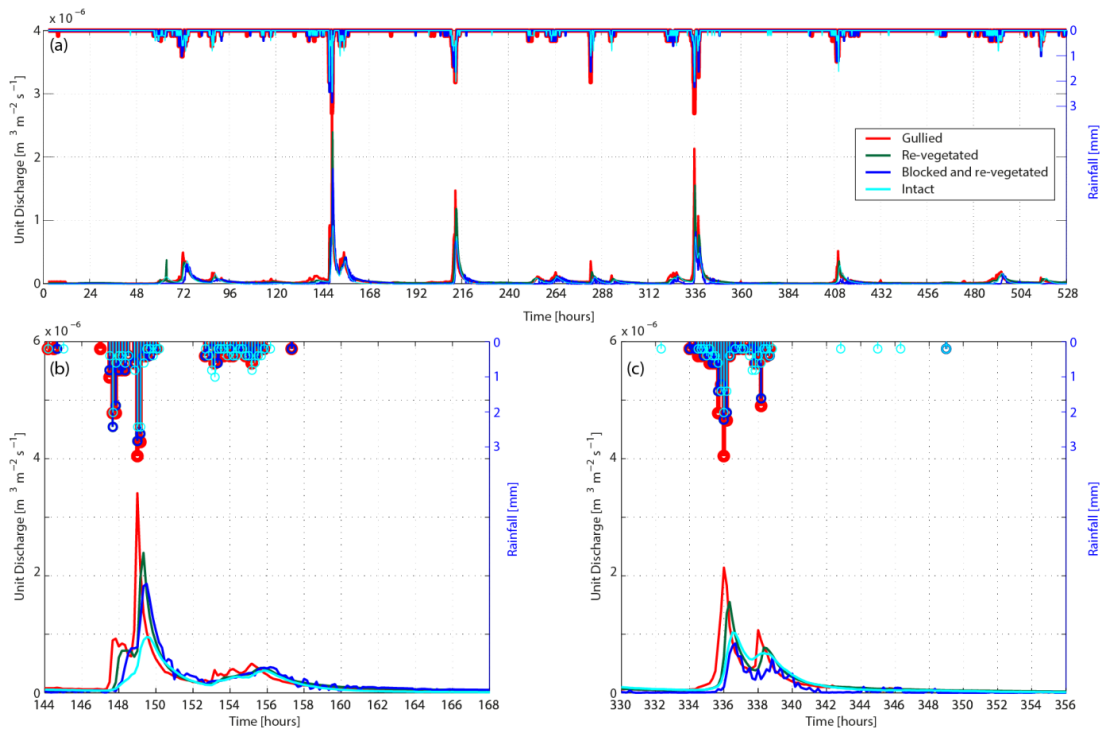 x 10 -6
4
3
2
1
0
(a)
Unit Discharge [m 3 m-2 s-1]
0
1
2
3
Rainfall [mm]
Gullied
Re-vegetated
Blocked and re-vegetated
Intact
0 24 48 72 96 120 144 168 192 216 240 264 288 312 336 360 384 408 432 456 480 504 528
Time [hours]
x 10 -6
6
4
2
0
(b)
Unit Discharge [m 3 m-2 s-1]
0
1
2
3
Rainfall [mm]
144 146 148 150 152 154 156 158 160 162 164 166 168
Time [hours]
x 10 -6
6
4
2
0
(c)
Unit Discharge [m 3 m-2 s-1]
0
1
2
3
Rainfall [mm]
330 332 334 336 338 340 342 344 346 348 350 352 354 356
Time [hours]